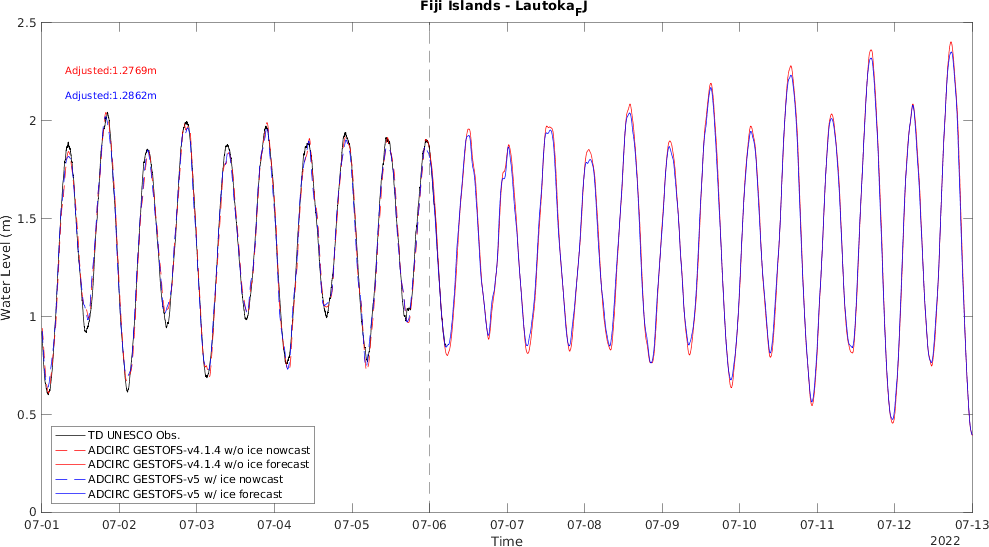 Fiji Islands - Lautoka_FJ
2.5
Adjusted:1.2769m
Adjusted:1.2862m
2
1.5
Water Level (m)
1
0.5
TD UNESCO Obs.
ADCIRC GESTOFS-v4.1.4 w/o ice nowcast
ADCIRC GESTOFS-v4.1.4 w/o ice forecast
ADCIRC GESTOFS-v5 w/ ice nowcast
ADCIRC GESTOFS-v5 w/ ice forecast
0
07-01 07-02 07-03 07-04 07-05 07-06 07-07 07-08 07-09 07-10 07-11 07-12 07-13
Time
2022